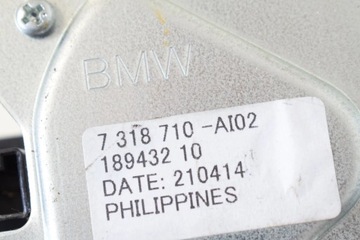 BMW
7 318 710 -AI02
189432 10
DATE: 210414
PHILIPPINES